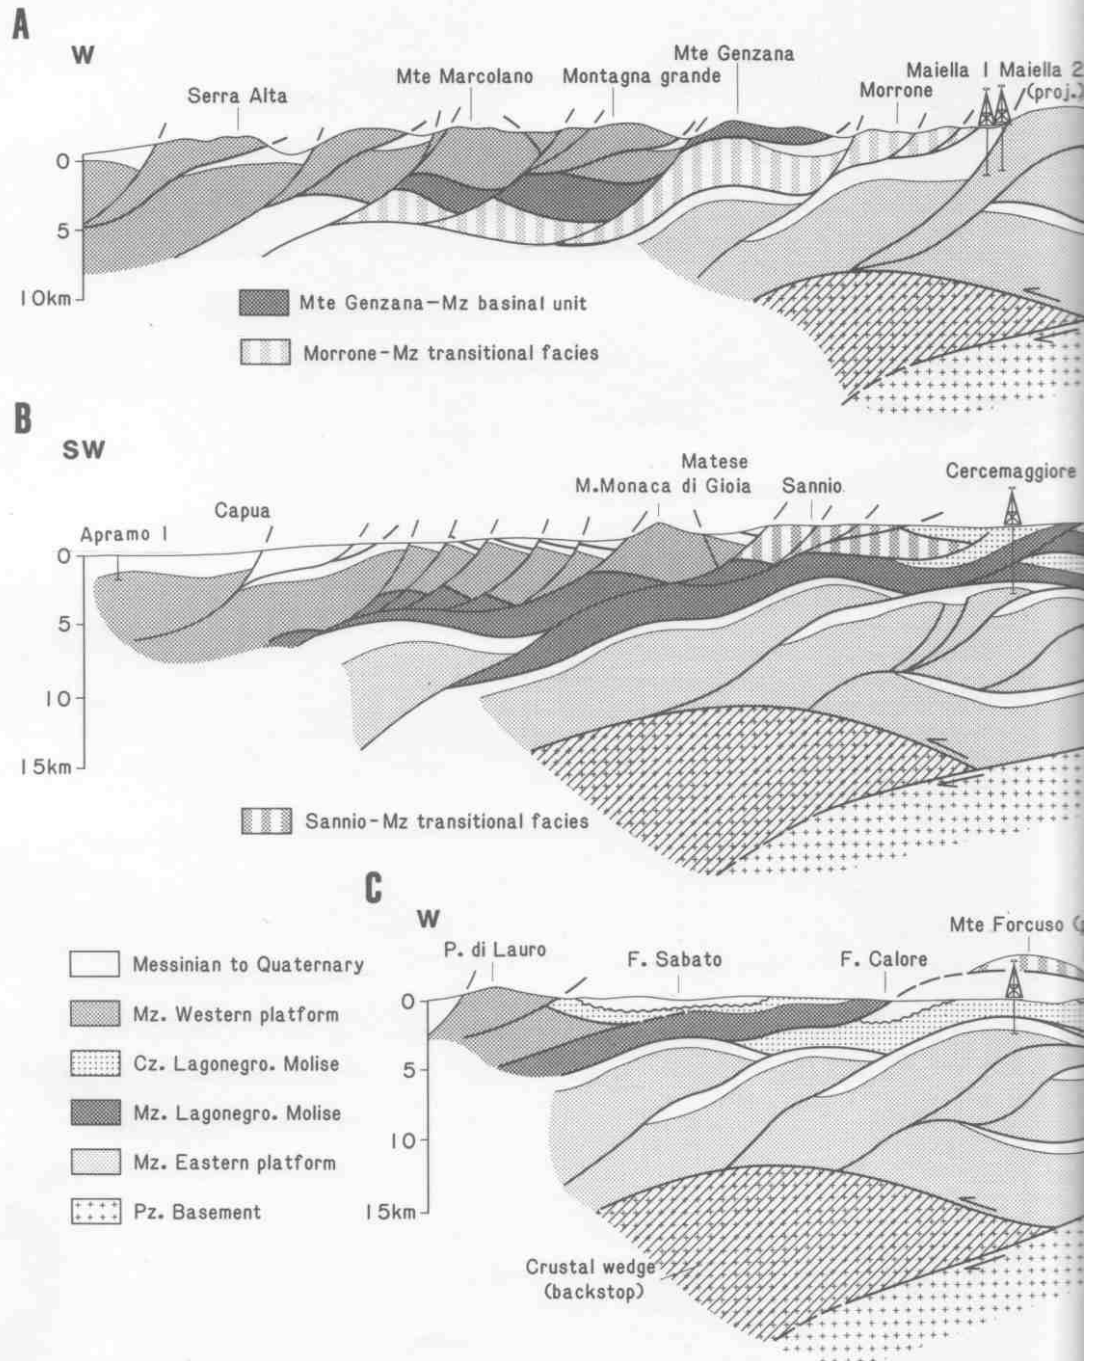 A
W
Serra Alta
Mte Marcolano
Montagna grande
Mte Genzana
Morrone
Maiella 1 Maiella 2
(proj.)
0
5
10km
Mte Genzana-Mz basinal unit
Morrone-Mz transitional facies
B
SW
Apramo 1
Capua
M.Monaca
Matese
di Gioia
Sannio
Cercemaggiore
0
5
10
15km
Sannio-Mz transitional facies
C
W
P. di Lauro
F. Sabato
F. Calore
Mte Forcuso
0
5
10
15km
Messinian to Quaternary
Mz. Western platform
Cz. Lagonegro. Molise
Mz. Lagonegro. Molise
Mz. Eastern platform
Pz. Basement
Crustal wedge
(backstop)